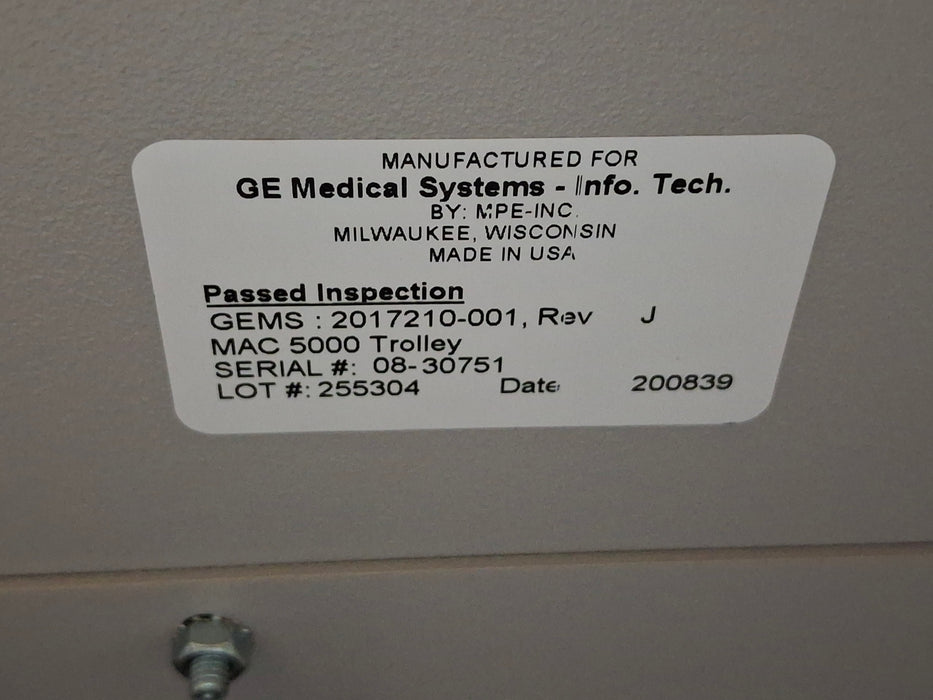 MANUFACTURED FOR
GE Medical Systems - Info. Tech.
BY: MPE-INC.
MILWAUKEE, WISCONSIN
MADE IN USA
Passed Inspection
GEMS : 2017210-001, Rev J
MAC 5000 Trolley
SERIAL #: 08-30751
LOT #: 255304 Date: 200839